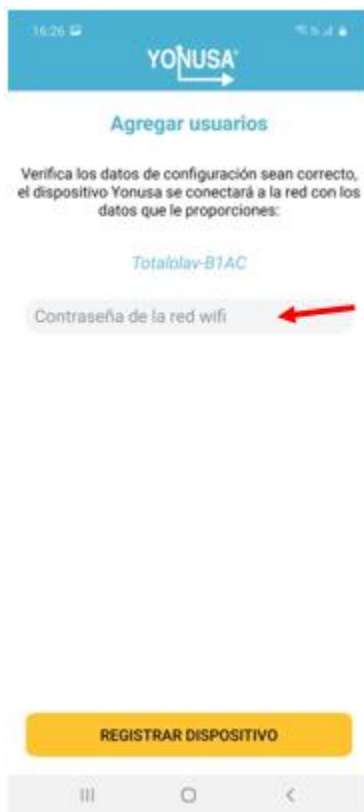 16:26
YONUSA
Agregar usuarios
Verifica los datos de configuración sean correcto,
el dispositivo Yonusa se conectará a la red con los
datos que le proporciones:
Totalplay-B1AC
Contraseña de la red wifi
REGISTRAR DISPOSITIVO